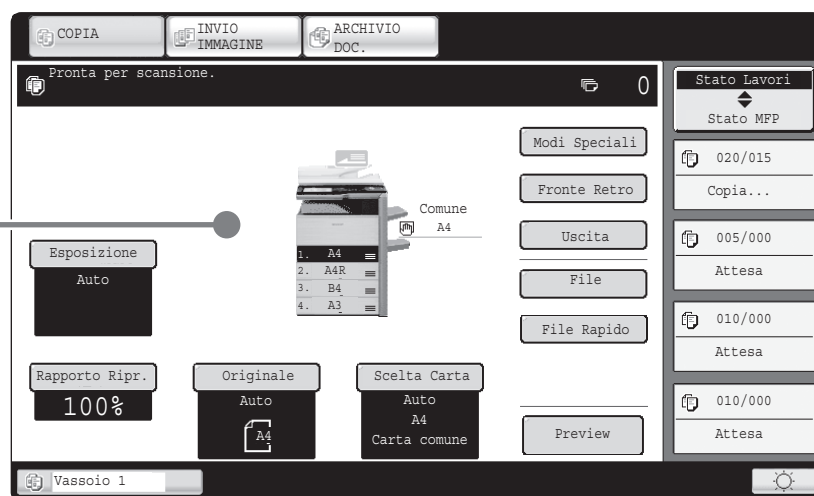 COPIA
INVIO
IMMAGINE
ARCHIVIO
DOC.
Pronta per scansione.
0
Stato Lavori
Stato MFP
020/015
Copia...
005/000
Attesa
010/000
Attesa
010/000
Attesa
Modi Speciali
Fronte Retro
Uscita
File
File Rapido
Preview
Comune
A4
1. A4
2. A4R
3. B4
4. A3
Esposizione
Auto
Rapporto Ripr.
100%
Originale
Auto
A4
Scelta Carta
Auto
A4
Carta comune
Vassoio 1